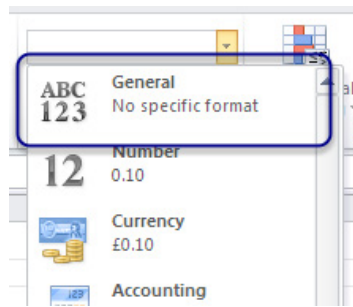 ABC
123
General
No specific format
12
Number
0.10
Currency
£0.10
Accounting